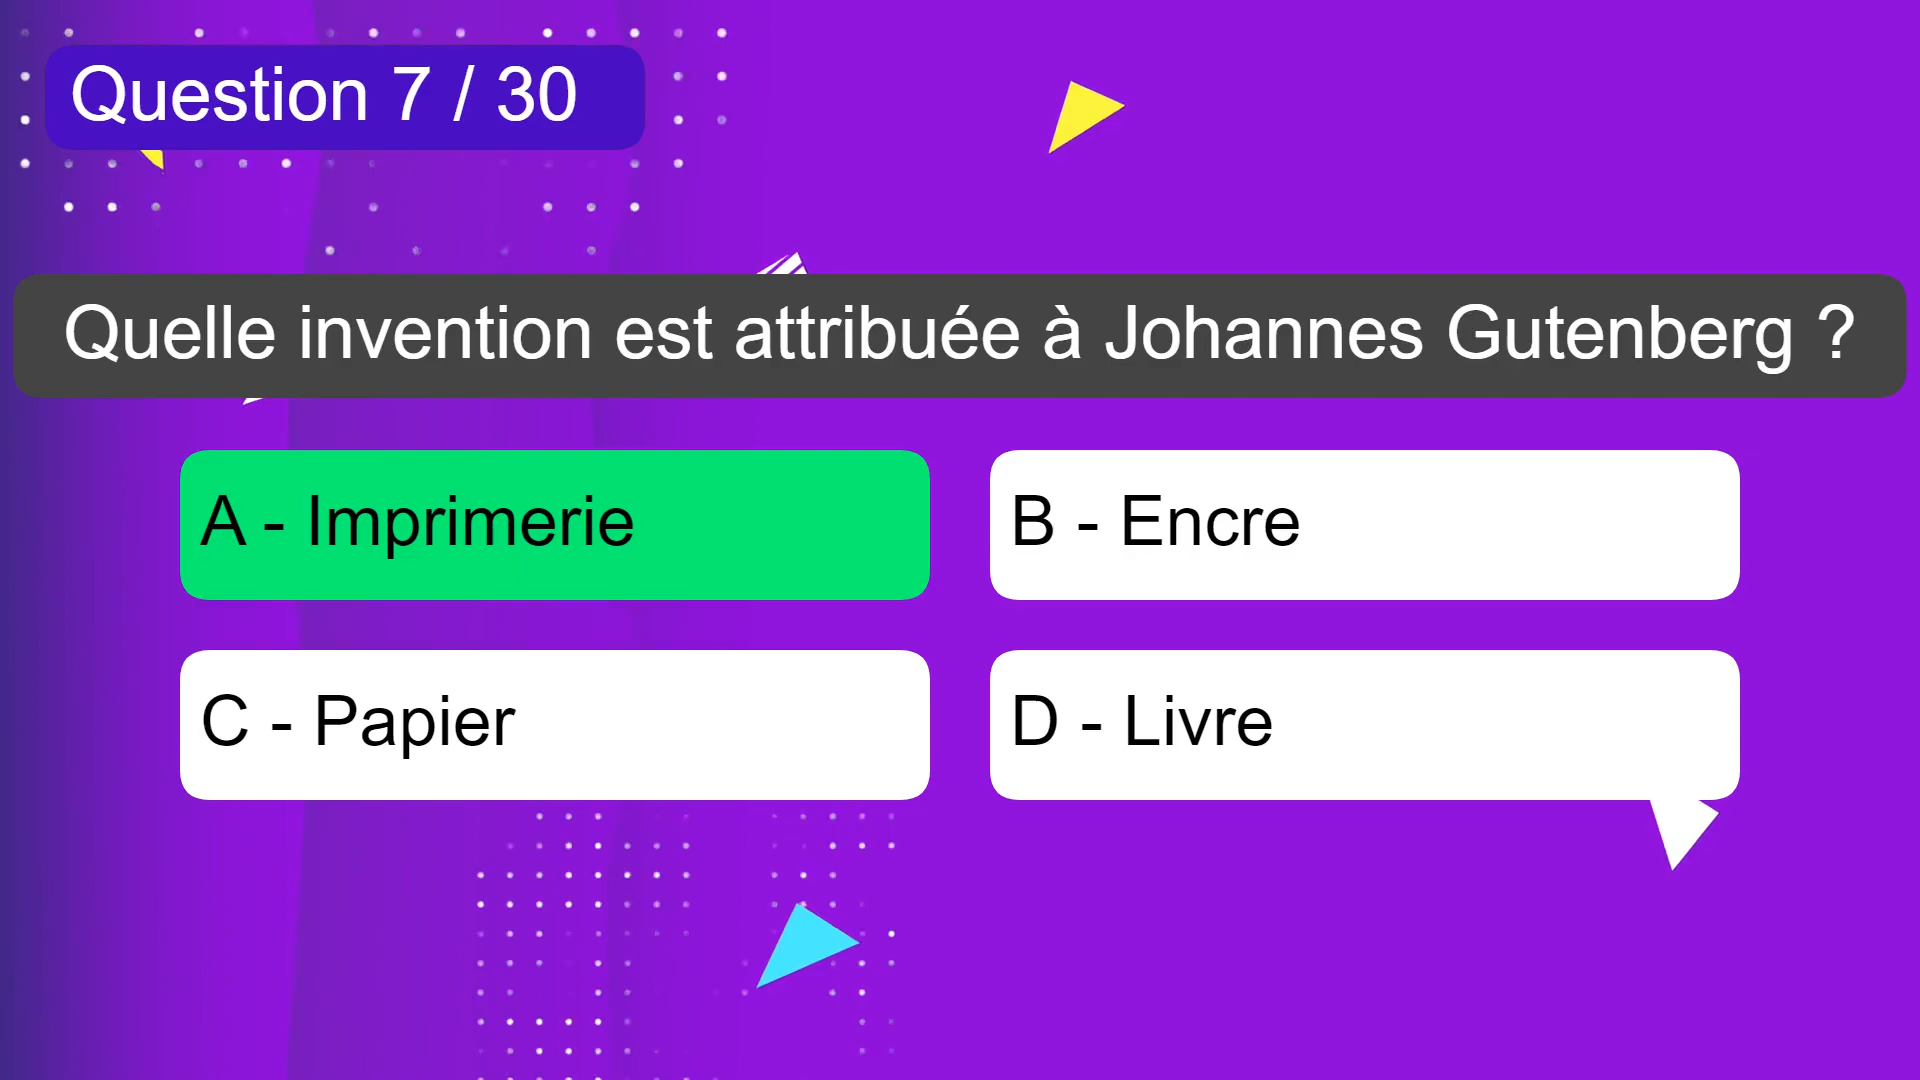 Question 7 / 30
Quelle invention est attribuée à Johannes Gutenberg ?
A - Imprimerie
B - Encre
C - Papier
D - Livre